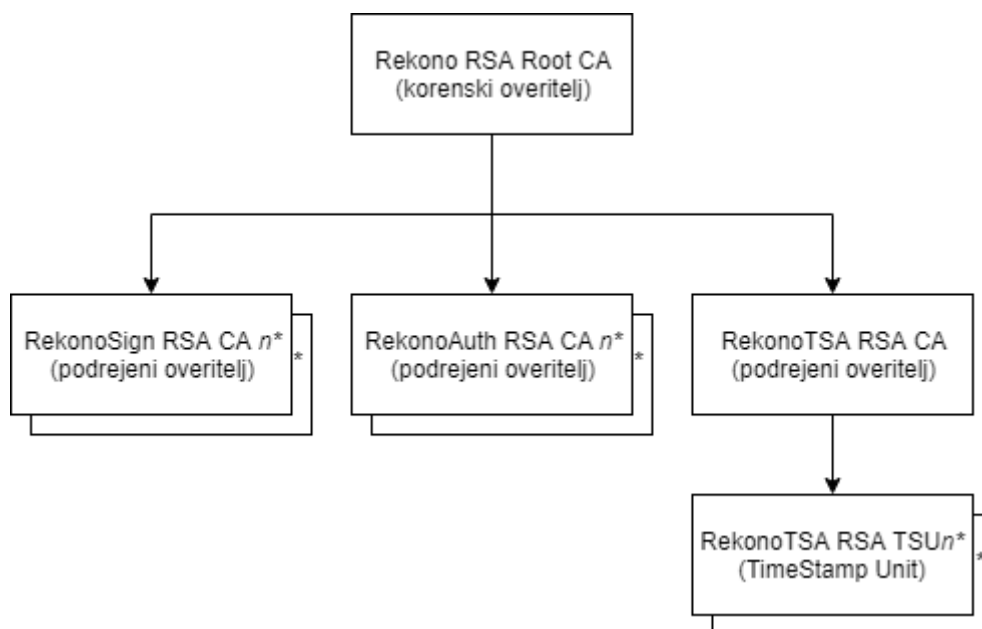 Rekono RSA Root CA
(korenski overitelj)
RekonoSign RSA CA n*
(podrejeni overitelj)
*
RekonoAuth RSA CA n*
(podrejeni overitelj)
*
RekonoTSA RSA CA
(podrejeni overitelj)
RekonoTSA RSA TSUn*
(TimeStamp Unit)
*